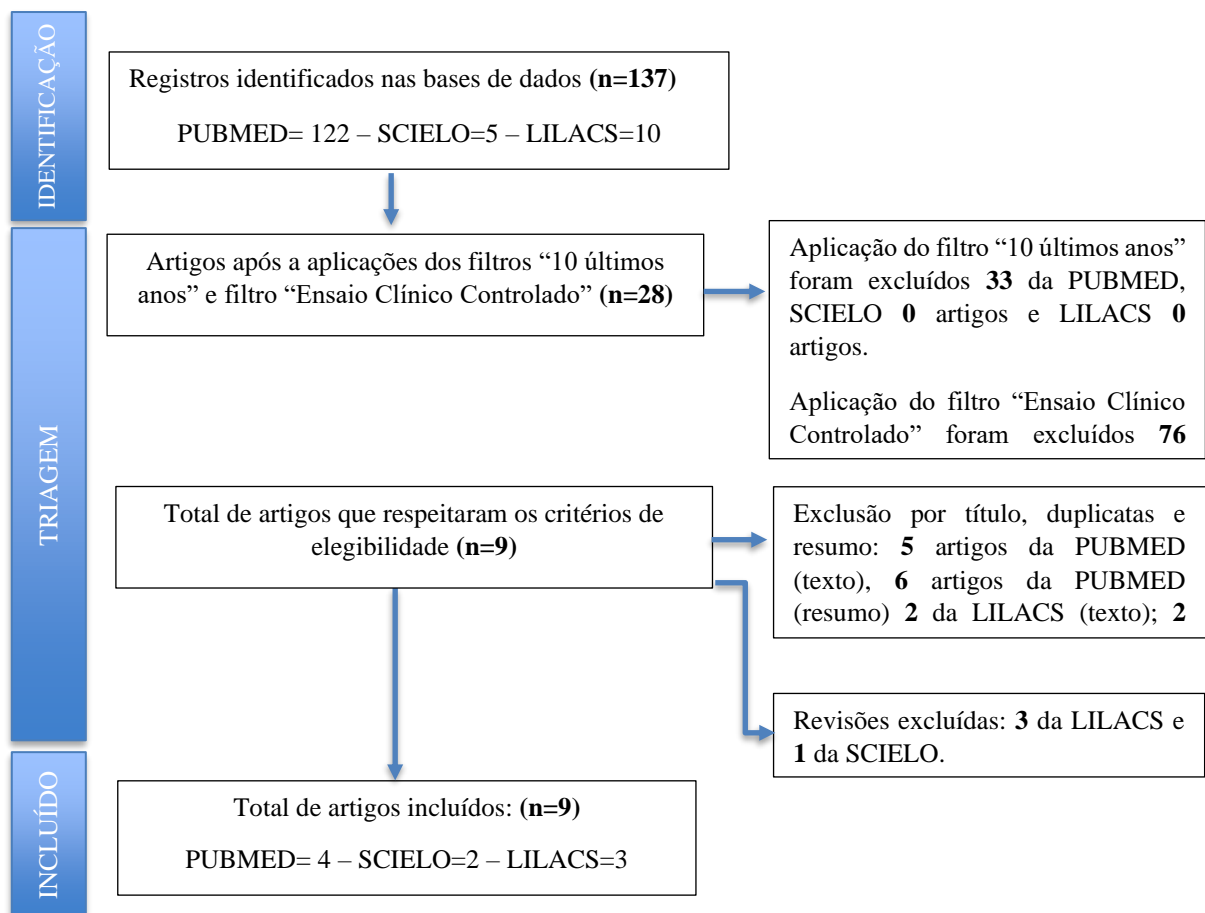 IDENTIFICAÇÃO
Registros identificados nas bases de dados (n=137)
PUBMED= 122 – SCIELO=5 – LILACS=10
TRIAGEM
Artigos após a aplicações dos filtros “10 últimos
anos” e filtro “Ensaio Clínico Controlado” (n=28)
Aplicação do filtro “10 últimos anos”
foram excluídos 33 da PUBMED,
SCIELO 0 artigos e LILACS 0
artigos.
Aplicação do filtro “Ensaio Clínico
Controlado” foram excluídos 76
Total de artigos que respeitaram os critérios de
elegibilidade (n=9)
Exclusão por título, duplicatas e
resumo: 5 artigos da PUBMED
(texto), 6 artigos da PUBMED
(resumo) 2 da LILACS (texto); 2
Revisões excluídas: 3 da LILACS e
1 da SCIELO.
INCLUÍDO
Total de artigos incluídos: (n=9)
PUBMED= 4 – SCIELO=2 – LILACS=3